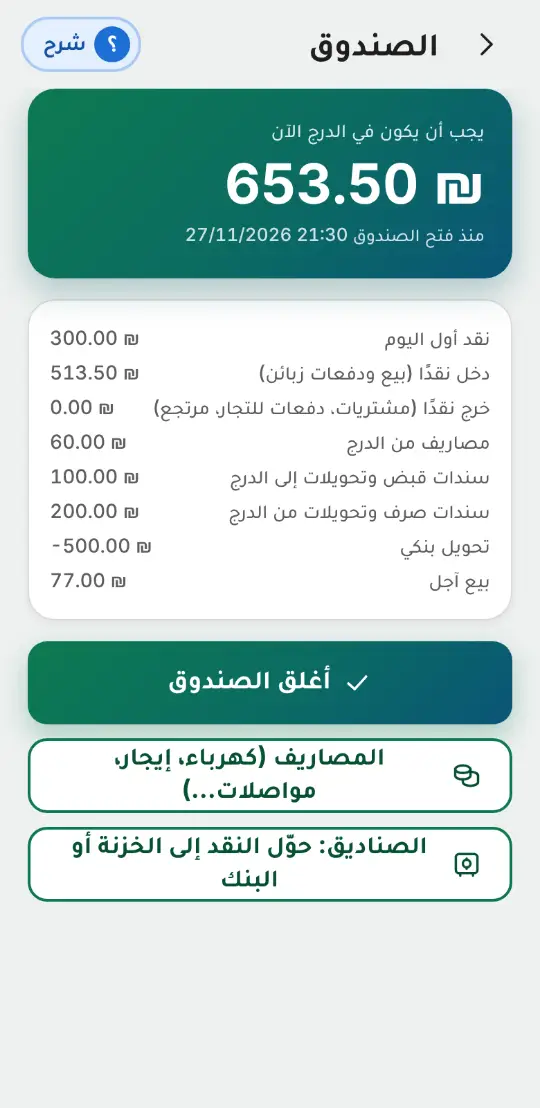 الصندوق
؟ شرح
يجب أن يكون في الدرج الآن
₪ 653.50
منذ فتح الصندوق 21:30 27/11/2026
نقد أول اليوم ₪ 300.00
دخل نقدًا (بيع ودفعات زبائن) ₪ 513.50
خرج نقدًا (مشتريات، دفعات للتجار، مرتجع) ₪ 0.00
مصاريف من الدرج ₪ 60.00
سندات قبض وتحويلات إلى الدرج ₪ 100.00
سندات صرف وتحويلات من الدرج ₪ 200.00
تحويل بنكي ₪ 500.00-
بيع آجل ₪ 77.00
أغلق الصندوق
المصاريف (كهرباء، إيجار،
مواصلات...)
الصناديق: حوّل النقد إلى الخزنة أو
البنك